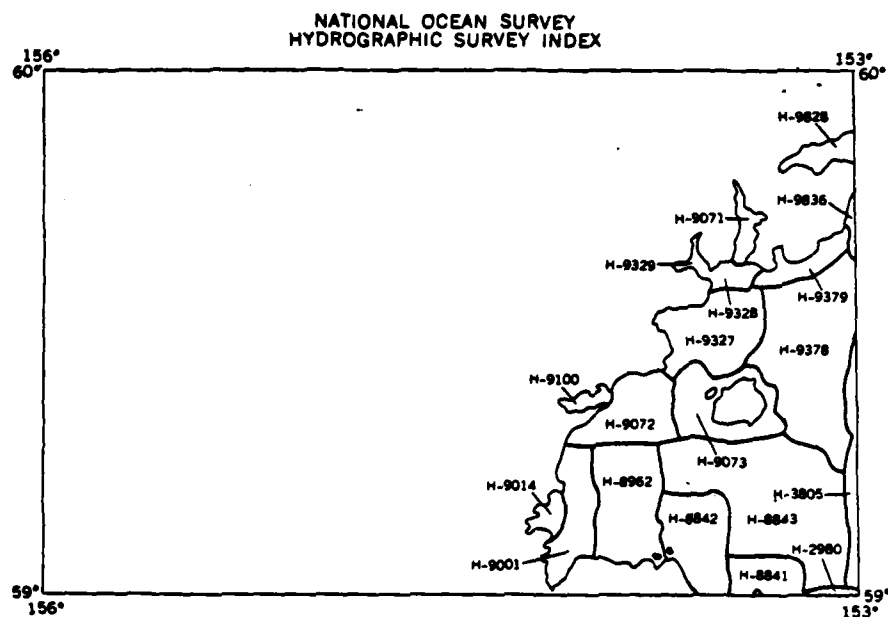 NATIONAL OCEAN SURVEY
HYDROGRAPHIC SURVEY INDEX
156°
153°
60°
60°
H-9828
H-9836
H-9071
H-9329
H-9379
H-9328
H-9327
H-9378
H-9100
H-9072
H-9073
H-8962
H-9014
H-3805
H-8842
H-8843
H-2980
H-9001
H-8841
59°
59°
156°
153°